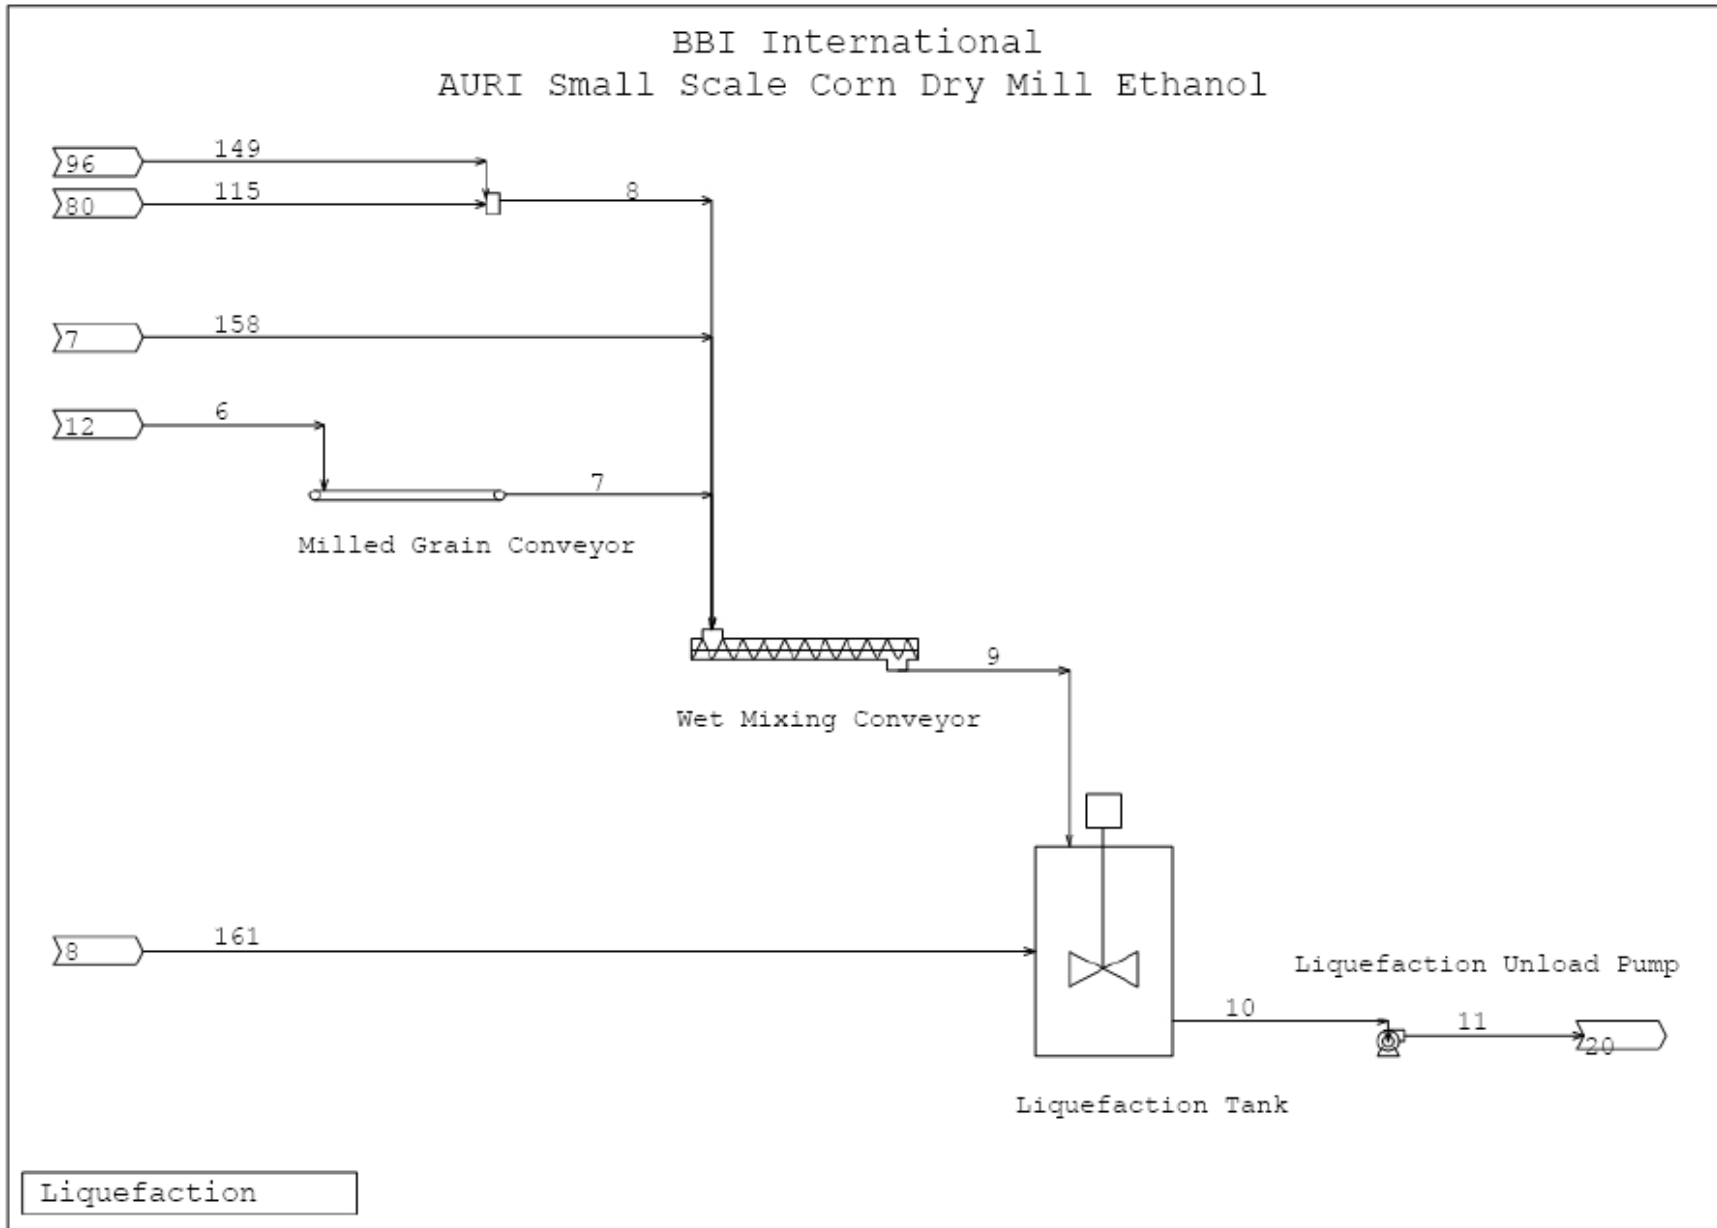 BBI International
AURI Small Scale Corn Dry Mill Ethanol
96
149
80
115
8
7
158
12
6
7
Milled Grain Conveyor
9
Wet Mixing Conveyor
8
161
Liquefaction Unload Pump
10
11
20
Liquefaction Tank
Liquefaction